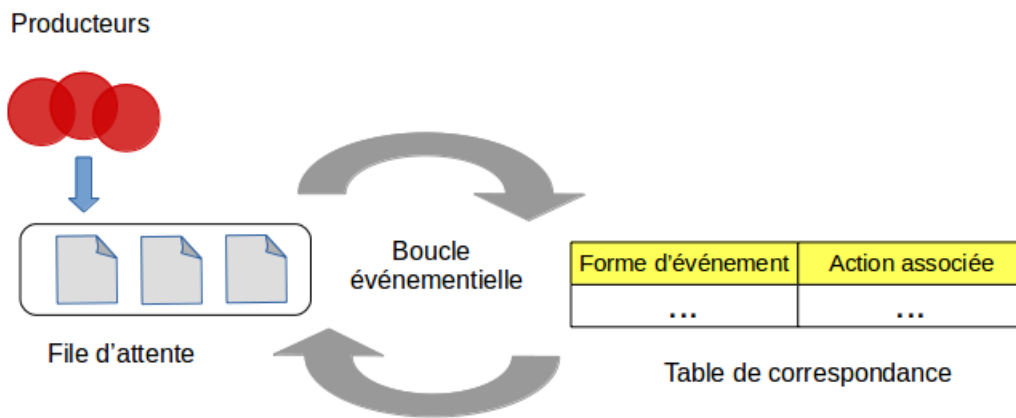 Producteurs
Boucle
événementielle
Forme d'événement
Action associée
...
...
File d'attente
Table de correspondance